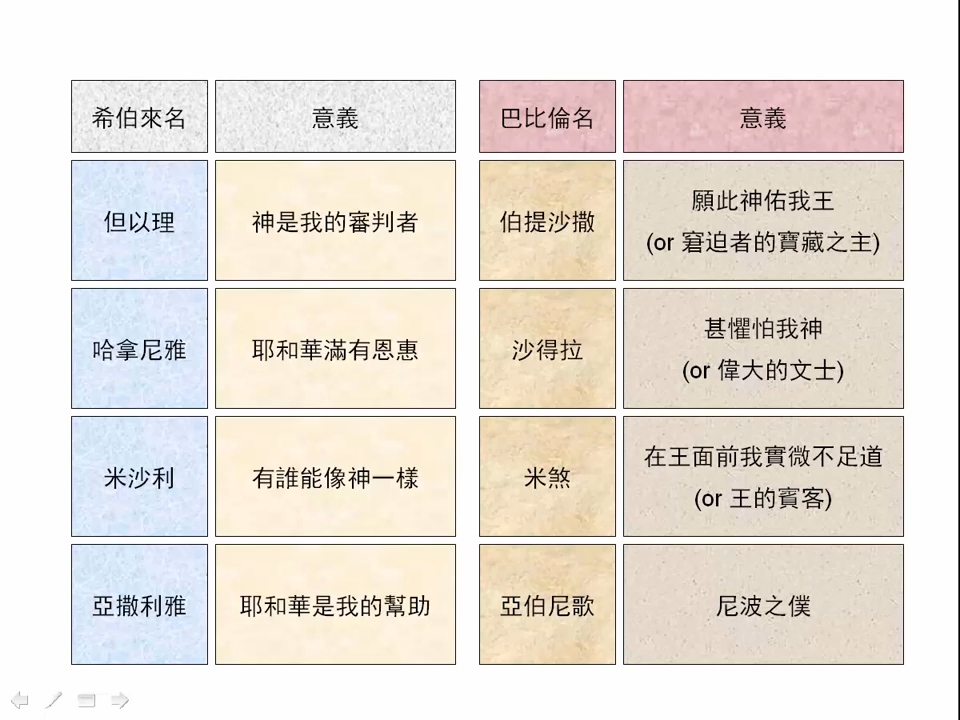 希伯來名 意義 巴比倫名 意義
但以理 神是我的審判者 伯提沙撒 願此神佑我王
(or 窘迫者的寶藏之主)
哈拿尼雅 耶和華滿有恩惠 沙得拉 甚懼怕我神
(or 偉大的文士)
米沙利 有誰能像神一樣 米煞 在王面前我實微不足道
(or 王的賓客)
亞撒利雅 耶和華是我的幫助 亞伯尼歌 尼波之僕